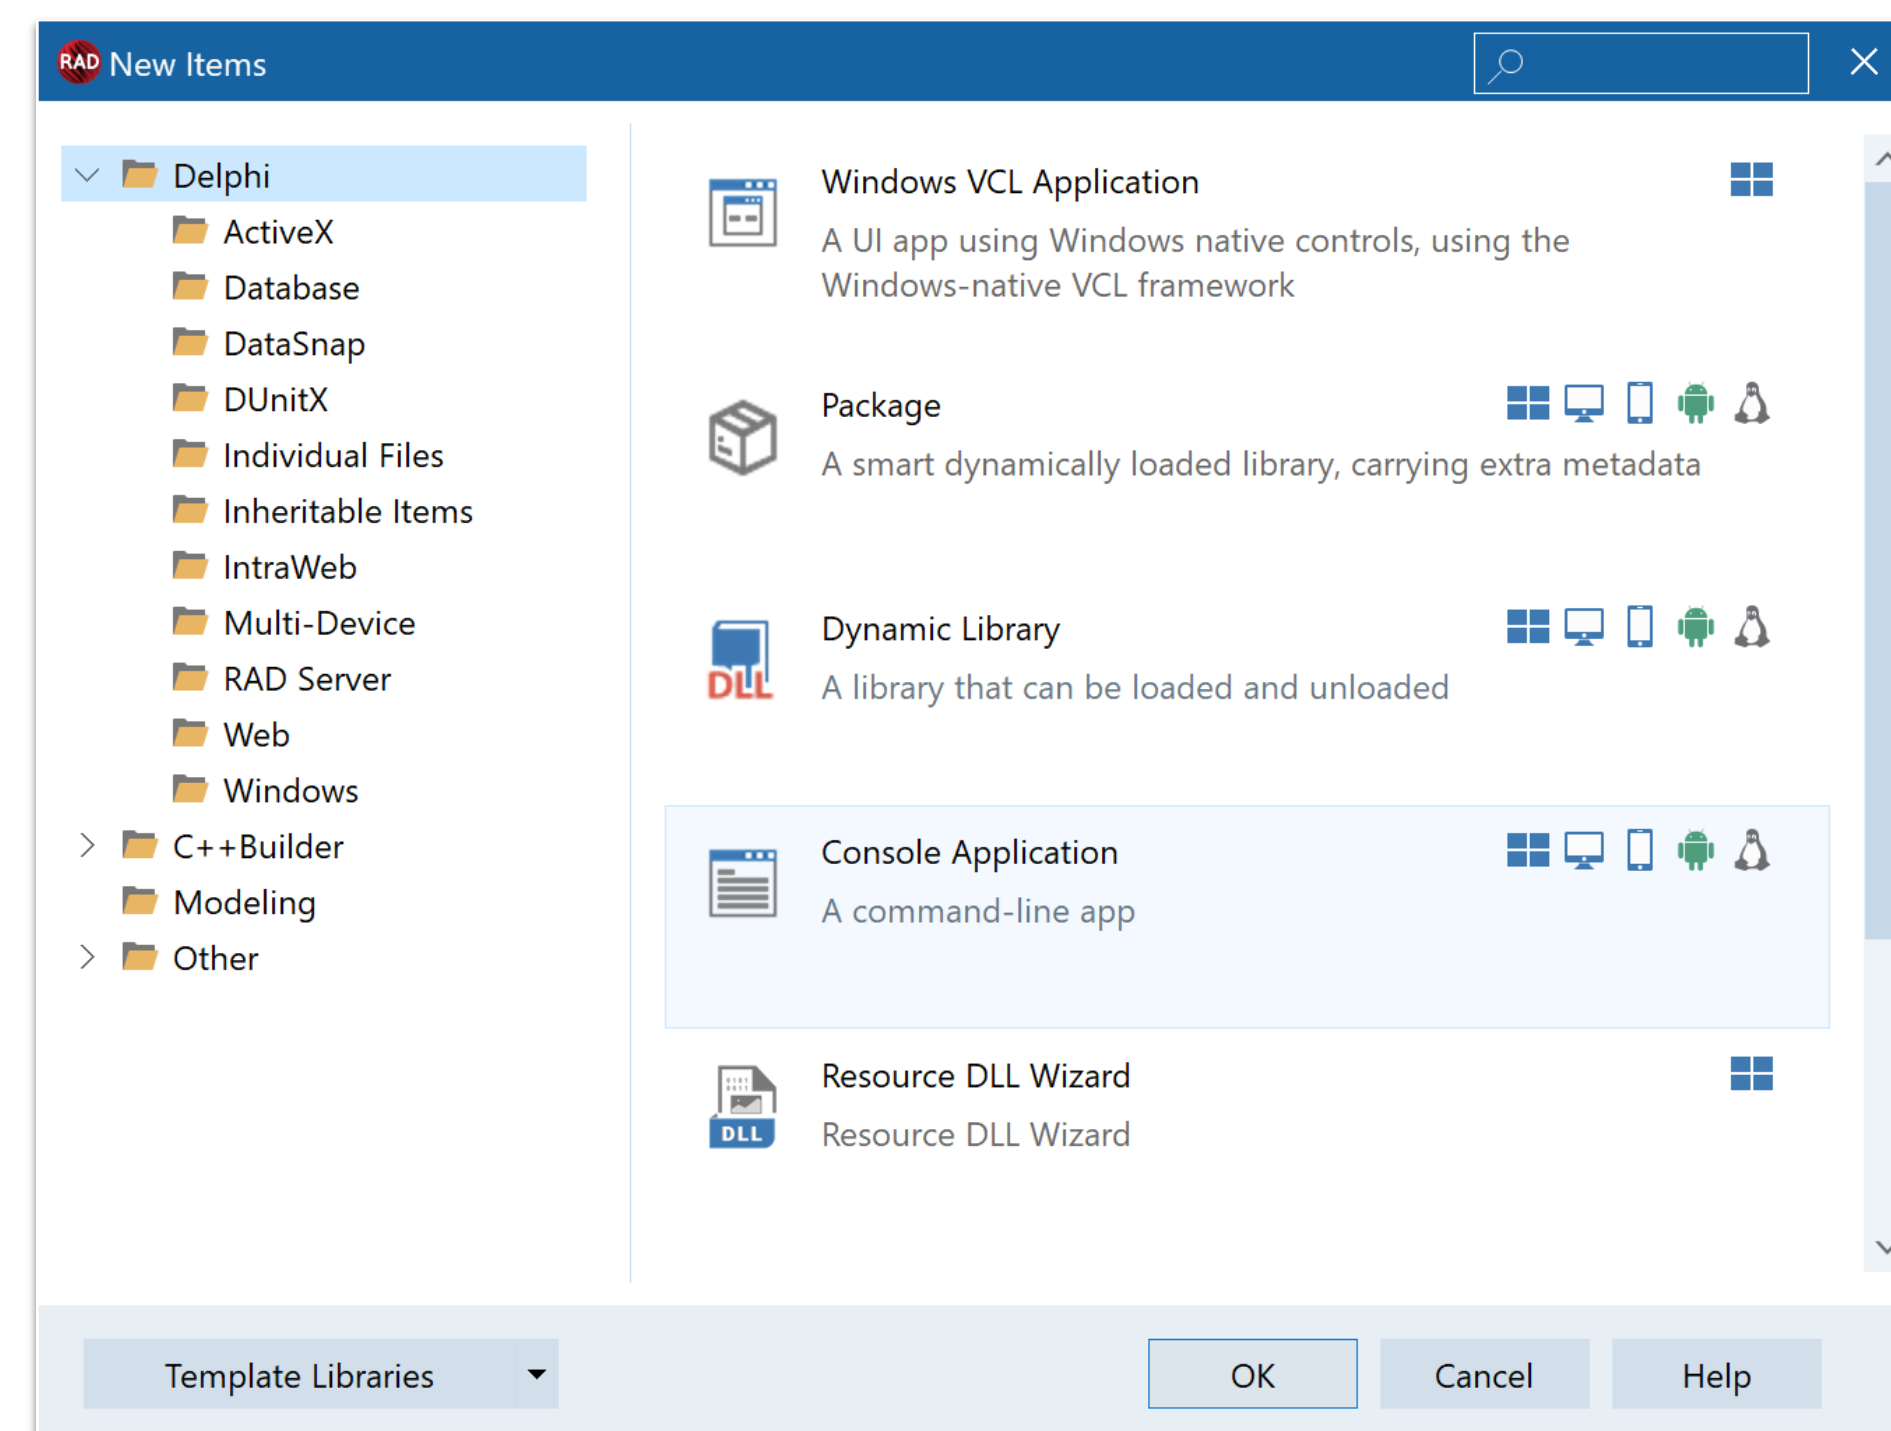 RAD New Items
Delphi
ActiveX
Database
DataSnap
DUnitX
Individual Files
Inheritable Items
IntraWeb
Multi-Device
RAD Server
Web
Windows
C++Builder
Modeling
Other
Windows VCL Application
A UI app using Windows native controls, using the
Windows-native VCL framework
Package
A smart dynamically loaded library, carrying extra metadata
DLL
Dynamic Library
A library that can be loaded and unloaded
Console Application
A command-line app
DLL
Resource DLL Wizard
Resource DLL Wizard
Template Libraries
OK
Cancel
Help